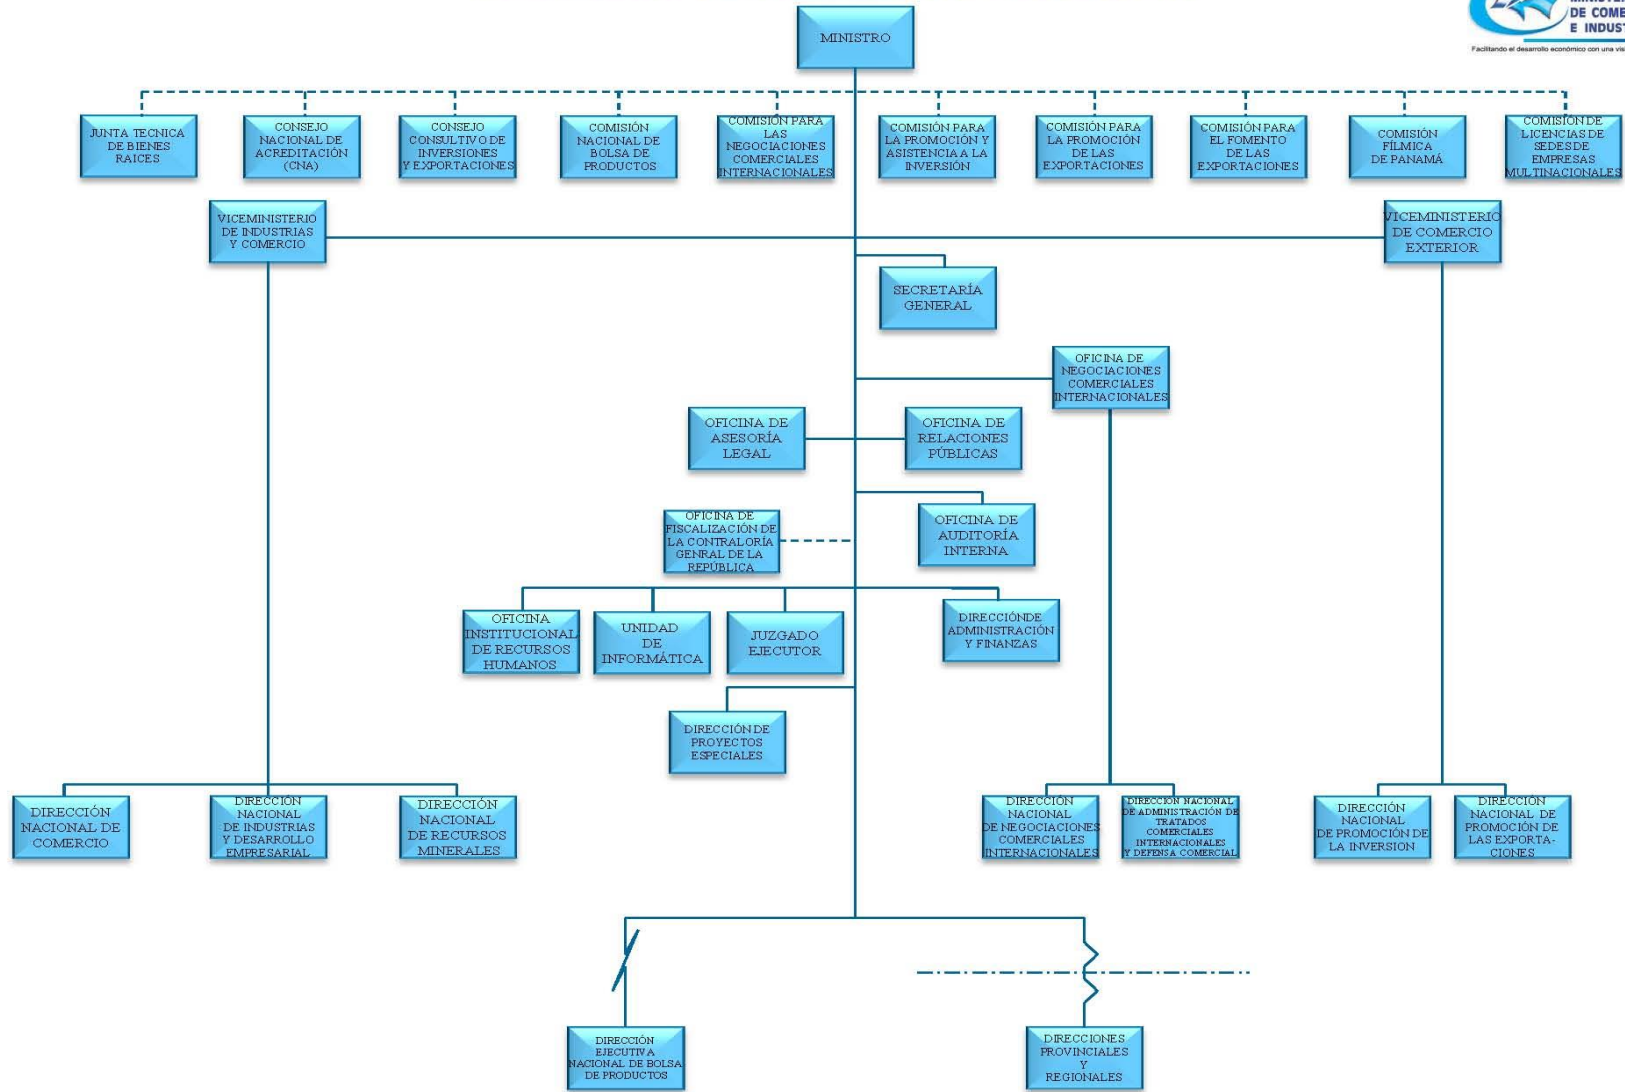 MINISTRO
DE COME
E INDUST
Facilitando el desarrollo económico con una vis
JUNTA TECNICA
DE BIENES
RAICES
CONSEJO
NACIONAL DE
ACREDITACIÓN
(CNA)
CONSEJO
CONSULTIVO DE
INVERSIONES
Y EXPORTACIONES
COMISIÓN
NACIONAL DE
BOLSA DE
PRODUCTOS
COMISIÓN PARA
LAS
NEGOCIACIONES
COMERCIALES
INTERNACIONALES
COMISIÓN PARA
LA PROMOCIÓN Y
ASISTENCIA A LA
INVERSIÓN
COMISIÓN PARA
LA PROMOCIÓN
DE LAS
EXPORTACIONES
COMISIÓN PARA
EL FOMENTO
DE LAS
EXPORTACIONES
COMISIÓN
FÍLMICA
DE PANAMÁ
COMISIÓN DE
LICENCIAS DE
SEDES DE
EMPRESAS
MULTINACIONALES
VICEMINISTERIO
DE INDUSTRIAS
Y COMERCIO
VICEMINISTERIO
DE COMERCIO
EXTERIOR
SECRETARÍA
GENERAL
OFICINA DE
NEGOCIACIONES
COMERCIALES
INTERNACIONALES
OFICINA DE
ASESORÍA
LEGAL
OFICINA DE
RELACIONES
PÚBLICAS
OFICINA DE
FISCALIZACIÓN DE
LA CONTRALORÍA
GENRAL DE LA
REPÚBLICA
OFICINA DE
AUDITORÍA
INTERNA
OFICINA
INSTITUCIONAL
DE RECURSOS
HUMANOS
UNIDAD
DE
INFORMÁTICA
JUZGADO
EJECUTOR
DIRECCIÓNDE
ADMINISTRACIÓN
Y FINANZAS
DIRECCIÓN DE
PROYECTOS
ESPECIALES
DIRECCIÓN
NACIONAL DE
COMERCIO
DIRECCIÓN
NACIONAL
DE INDUSTRIAS
Y DESARROLLO
EMPRESARIAL
DIRECCIÓN
NACIONAL
DE RECURSOS
MINERALES
DIRECCIÓN
NACIONAL
DE NEGOCIACIONES
COMERCIALES
INTERNACIONALES
DIRECCIÓN NACIONAL
DE ADMINISTRACIÓN DE
TRATADOS
COMERCIALES
INTERNACIONALES
Y DEFENSA COMERCIAL
DIRECCIÓN
NACIONAL
DE PROMOCIÓN DE
LA INVERSION
DIRECCIÓN
NACIONAL DE
PROMOCIÓN DE
LAS EXPORTA-
CIONES
DIRECCIÓN
EJECUTIVA
NACIONAL DE BOLSA
DE PRODUCTOS
DIRECCIONES
PROVINCIALES
Y
REGIONALES